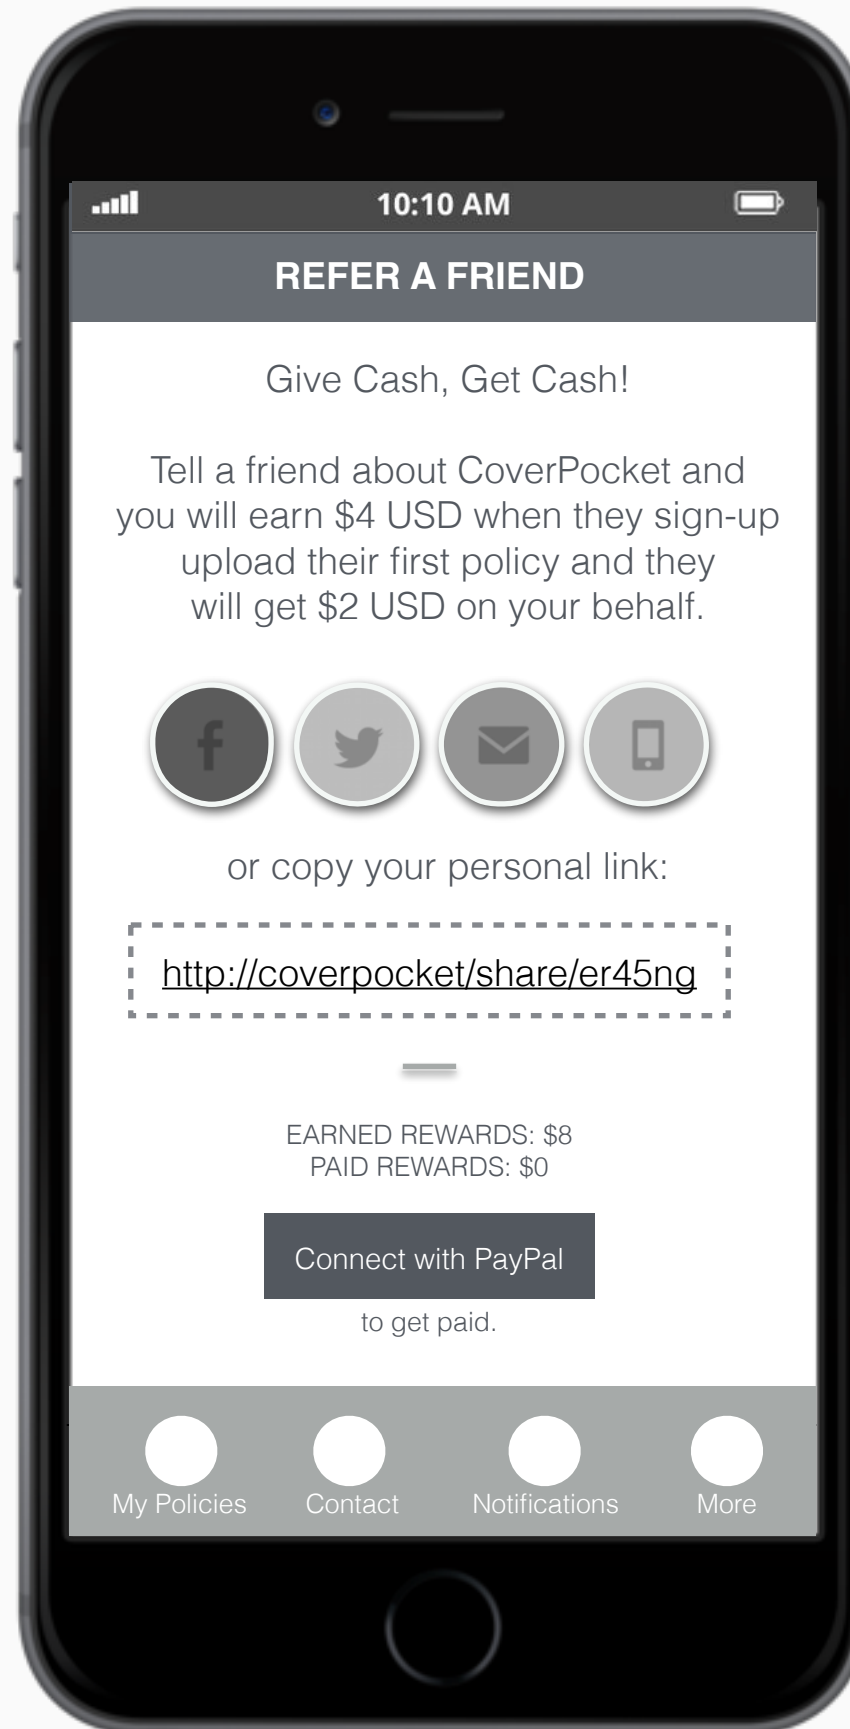 10:10 AM
REFER A FRIEND
Give Cash, Get Cash!
Tell a friend about CoverPocket and
you will earn $4 USD when they sign-up
upload their first policy and they
will get $2 USD on your behalf.
f
or copy your personal link:
http://coverpocket/share/er45ng
EARNED REWARDS: $8
PAID REWARDS: $0
Connect with PayPal
to get paid.
My Policies Contact Notifications More